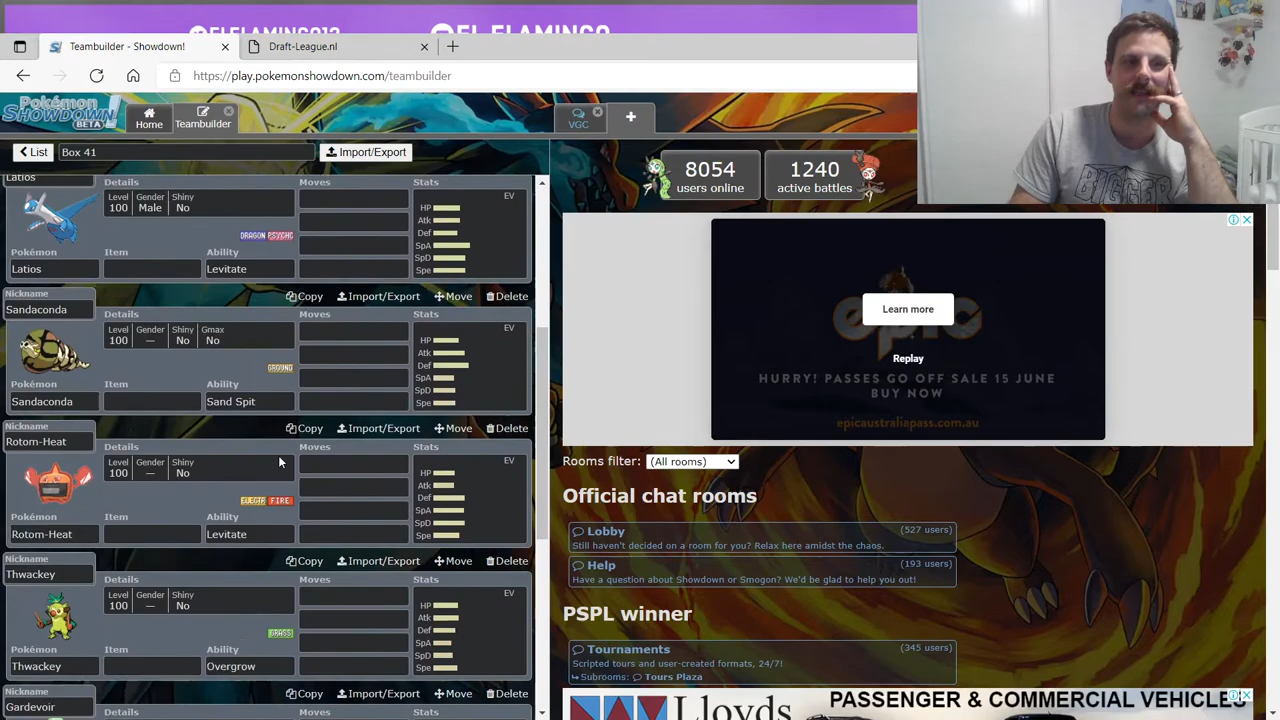 ELFLAMINGO13
ELFLAMINGO
Teambuilder - Showdown!
Draft-League.nl
https://play.pokemonshowdown.com/teambuilder
Pokémon
Showdown!
BETA
Home
Teambuilder
VGC
List
Box 41
Import/Export
8054
users online
1240
active battles
BIGGER
Latios
Details
Moves
Stats
EV
Level Gender Shiny
100 Male No
DRAGON PSYCHC
HP
Atk
Def
SpA
SpD
Spe
Pokémon Item Ability
Latios Levitate
Copy Import/Export Move Delete
Nickname
Sandaconda
Details Moves Stats
EV
Level Gender Shiny Gmax
100 — No No
GROUND
HP
Atk
Def
SpA
SpD
Spe
Pokémon Item Ability
Sandaconda Sand Spit
Copy Import/Export Move Delete
Nickname
Rotom-Heat
Details Moves Stats
EV
Level Gender Shiny
100 — No
ELECTR FIRE
HP
Atk
Def
SpA
SpD
Spe
Pokémon Item Ability
Rotom-Heat Levitate
Copy Import/Export Move Delete
Nickname
Thwackey
Details Moves Stats
EV
Level Gender Shiny
100 — No
GRASS
HP
Atk
Def
SpA
SpD
Spe
Pokémon Item Ability
Thwackey Overgrow
Copy Import/Export Move Delete
Nickname
Gardevoir
Details Moves Stats
Learn more
epic
Replay
HURRY! PASSES GO OFF SALE 15 JUNE
BUY NOW
epicaustraliapass.com.au
Rooms filter: (All rooms)
Official chat rooms
Lobby (527 users)
Still haven't decided on a room for you? Relax here amidst the chaos.
Help (193 users)
Have a question about Showdown or Smogon? We'd be glad to help you out!
PSPL winner
Tournaments (345 users)
Scripted tours and user-created formats, 24/7!
Subrooms: Tours Plaza
Lloyds
PASSENGER & COMMERCIAL VEHICLES